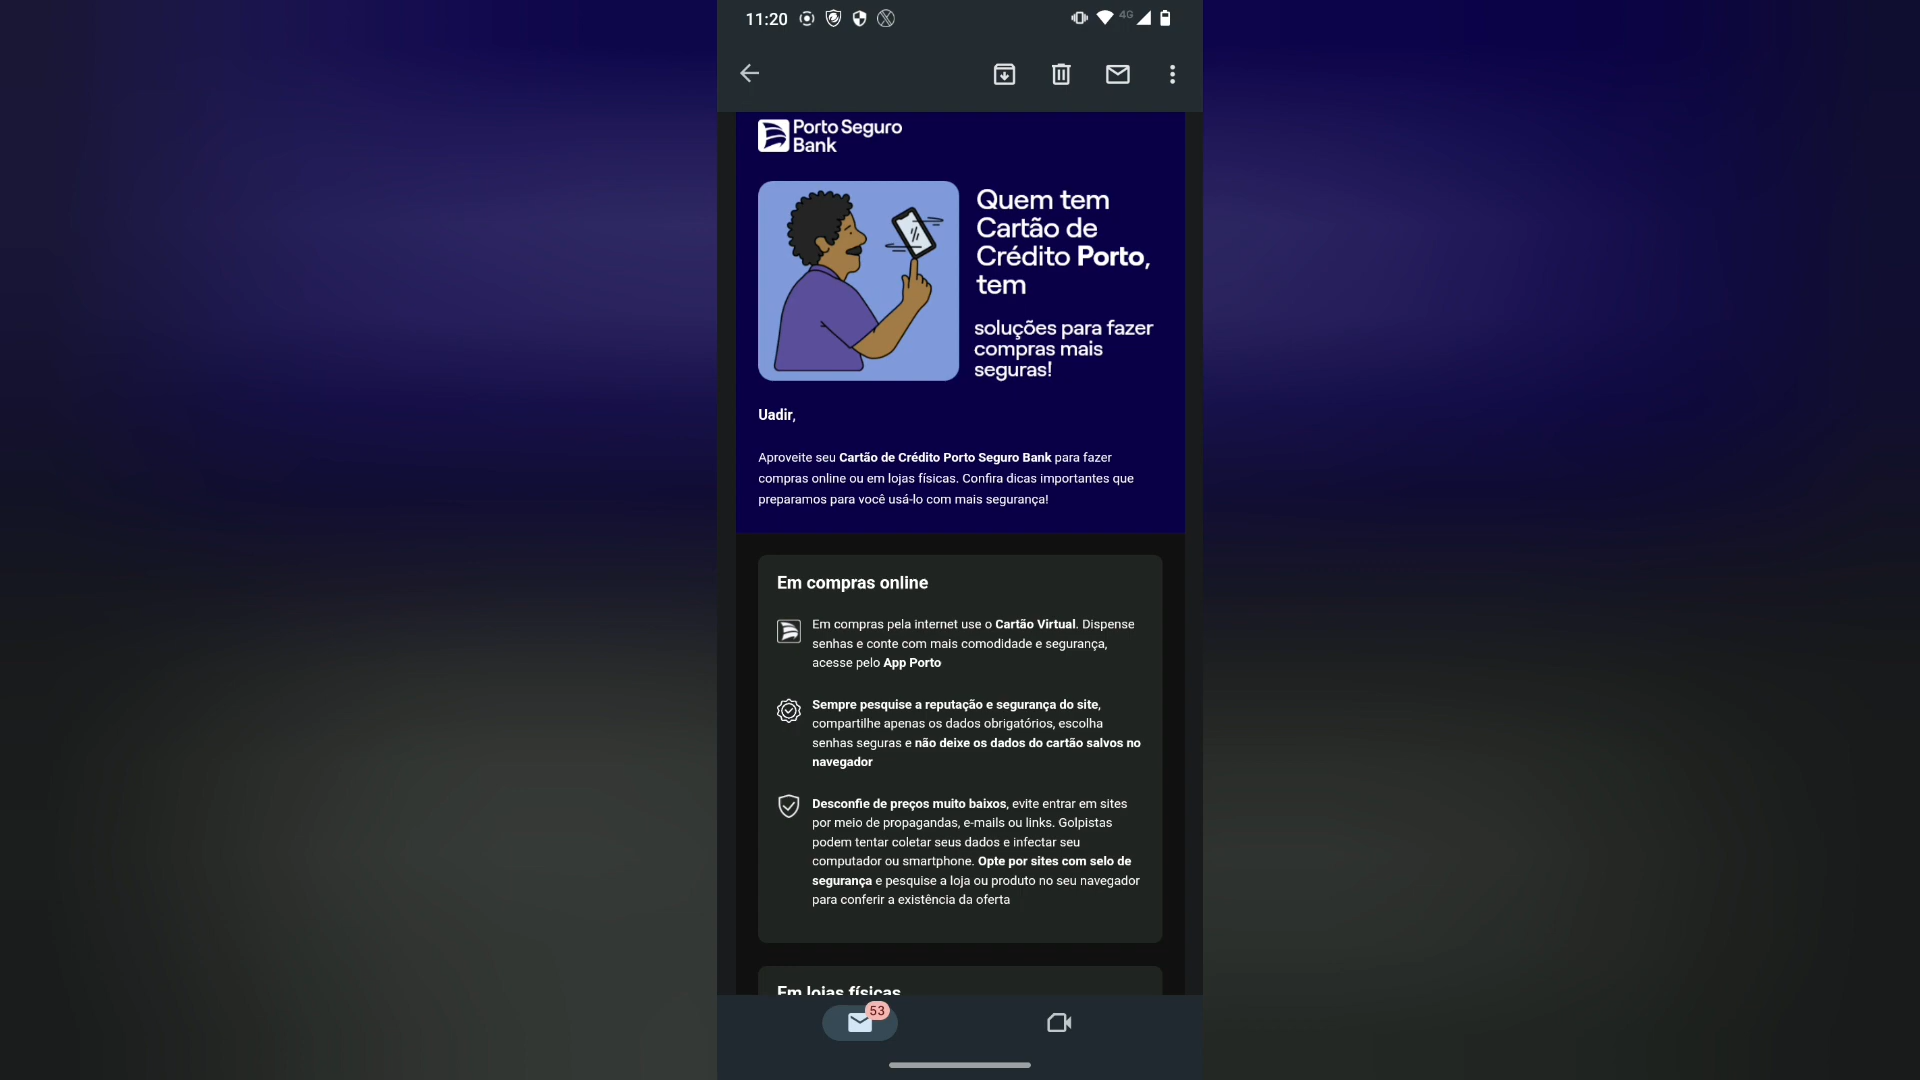 11:20
4G
Porto Seguro
Bank
Quem tem
Cartão de
Crédito Porto,
tem
soluções para fazer
compras mais
seguras!
Uadir,
Aproveite seu Cartão de Crédito Porto Seguro Bank para fazer
compras online ou em lojas físicas. Confira dicas importantes que
preparamos para você usá-lo com mais segurança!
Em compras online
Em compras pela internet use o Cartão Virtual. Dispense
senhas e conte com mais comodidade e segurança,
acesse pelo App Porto
Sempre pesquise a reputação e segurança do site,
compartilhe apenas os dados obrigatórios, escolha
senhas seguras e não deixe os dados do cartão salvos no
navegador
Desconfie de preços muito baixos, evite entrar em sites
por meio de propagandas, e-mails ou links. Golpistas
podem tentar coletar seus dados e infectar seu
computador ou smartphone. Opte por sites com selo de
segurança e pesquise a loja ou produto no seu navegador
para conferir a existência da oferta
Em lojas físicas
53